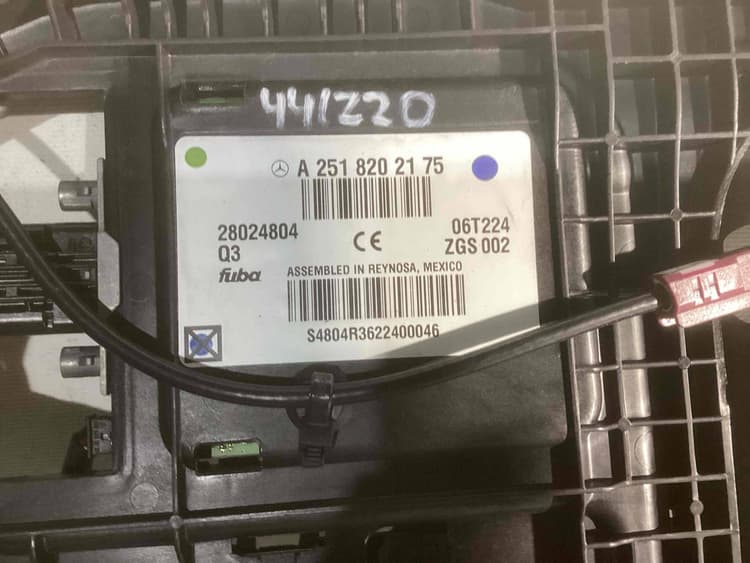 441220
A 251 820 21 75
28024804
06T224
Q3
CE
ZGS 002
fuba
ASSEMBLED IN REYNOSA, MEXICO
S4804R3622400046